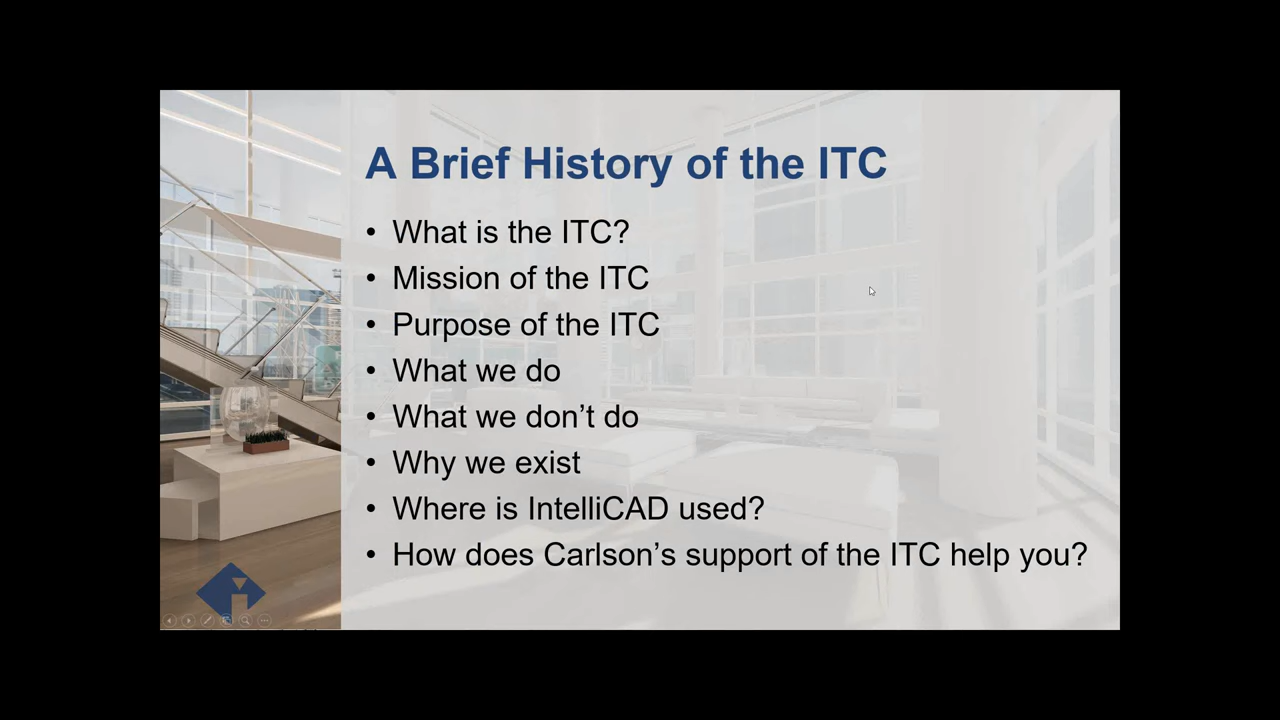 A Brief History of the ITC
• What is the ITC?
• Mission of the ITC
• Purpose of the ITC
• What we do
• What we don’t do
• Why we exist
• Where is IntelliCAD used?
• How does Carlson’s support of the ITC help you?